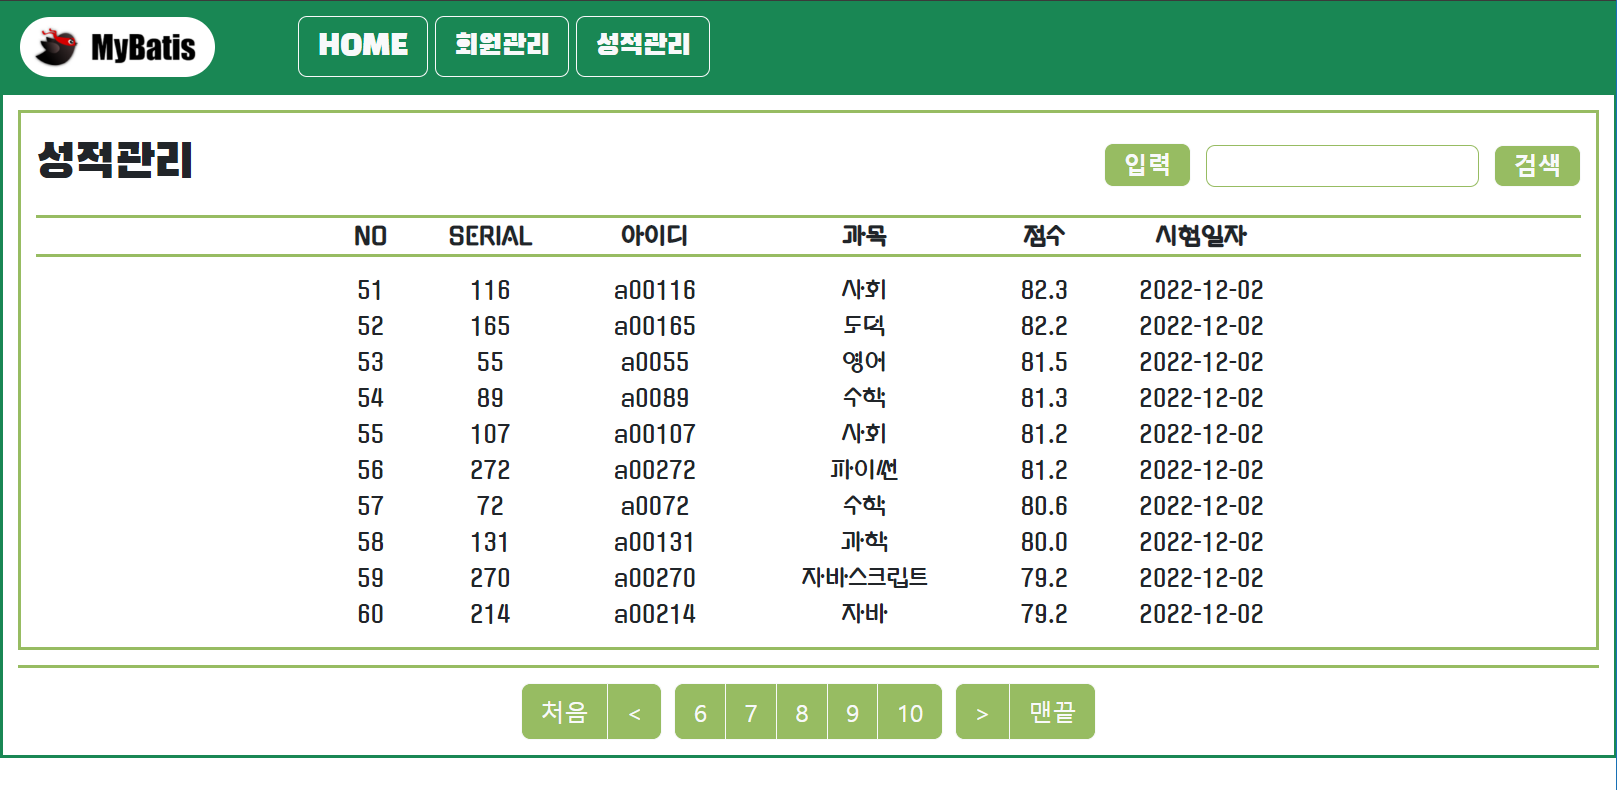 MyBatis HOME 회원관리 성적관리
성적관리 입력 검색
NO SERIAL 아이디 과목 점수 시험일자
51 116 a00116 사회 82.3 2022-12-02
52 165 a00165 도덕 82.2 2022-12-02
53 55 a0055 영어 81.5 2022-12-02
54 89 a0089 수학 81.3 2022-12-02
55 107 a00107 사회 81.2 2022-12-02
56 272 a00272 파이썬 81.2 2022-12-02
57 72 a0072 수학 80.6 2022-12-02
58 131 a00131 과학 80.0 2022-12-02
59 270 a00270 자바스크립트 79.2 2022-12-02
60 214 a00214 자바 79.2 2022-12-02
처음 < 6 7 8 9 10 > 맨끝